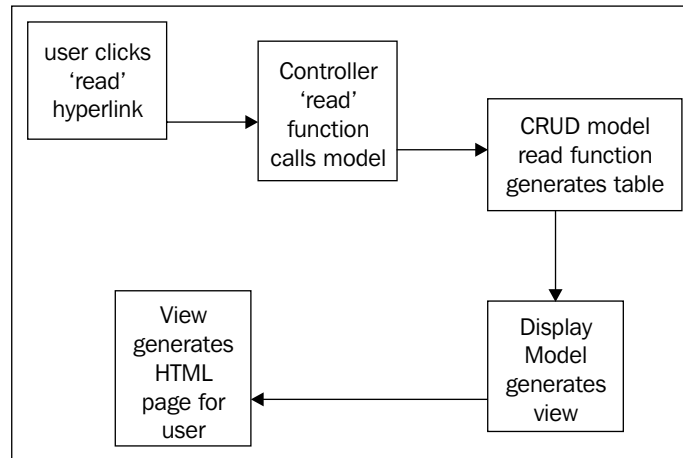 user clicks
‘read’
hyperlink
Controller
‘read’
function
calls model
CRUD model
read function
generates table
Display
Model
generates
view
View
generates
HTML
page for
user